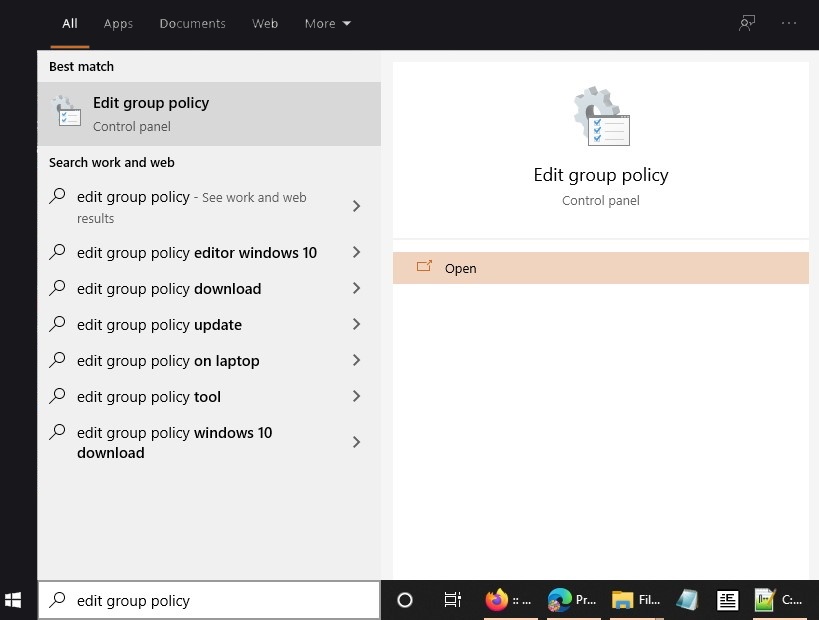 All Apps Documents Web More
Best match
Edit group policy
Control panel
Search work and web
edit group policy - See work and web
results
edit group policy editor windows 10
edit group policy download
edit group policy update
edit group policy on laptop
edit group policy tool
edit group policy windows 10
download
Edit group policy
Control panel
Open
edit group policy
:: ... Pr... Fil... C:...